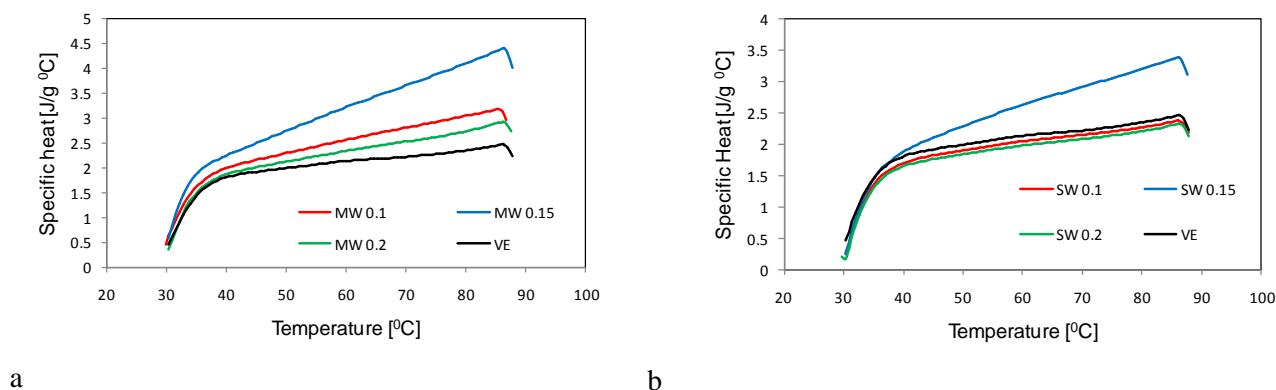 5
4.5
4
3.5
3
2.5
2
1.5
1
0.5
0
Specific heat [J/g ⁰C]
MW 0.1
MW 0.15
MW 0.2
VE
20 30 40 50 60 70 80 90 100
Temperature [⁰C]
a
4
3.5
3
2.5
2
1.5
1
0.5
0
Specific Heat [J/g ⁰C]
SW 0.1
SW 0.15
SW 0.2
VE
20 30 40 50 60 70 80 90 100
Temperature [⁰C]
b